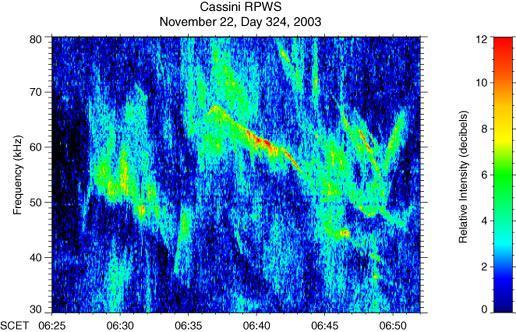 Cassini RPWS
November 22, Day 324, 2003
80
70
60
50
40
30
Frequency (kHz)
SCET 06:25 06:30 06:35 06:40 06:45 06:50
12
10
8
6
4
2
0
Relative Intensity (decibels)